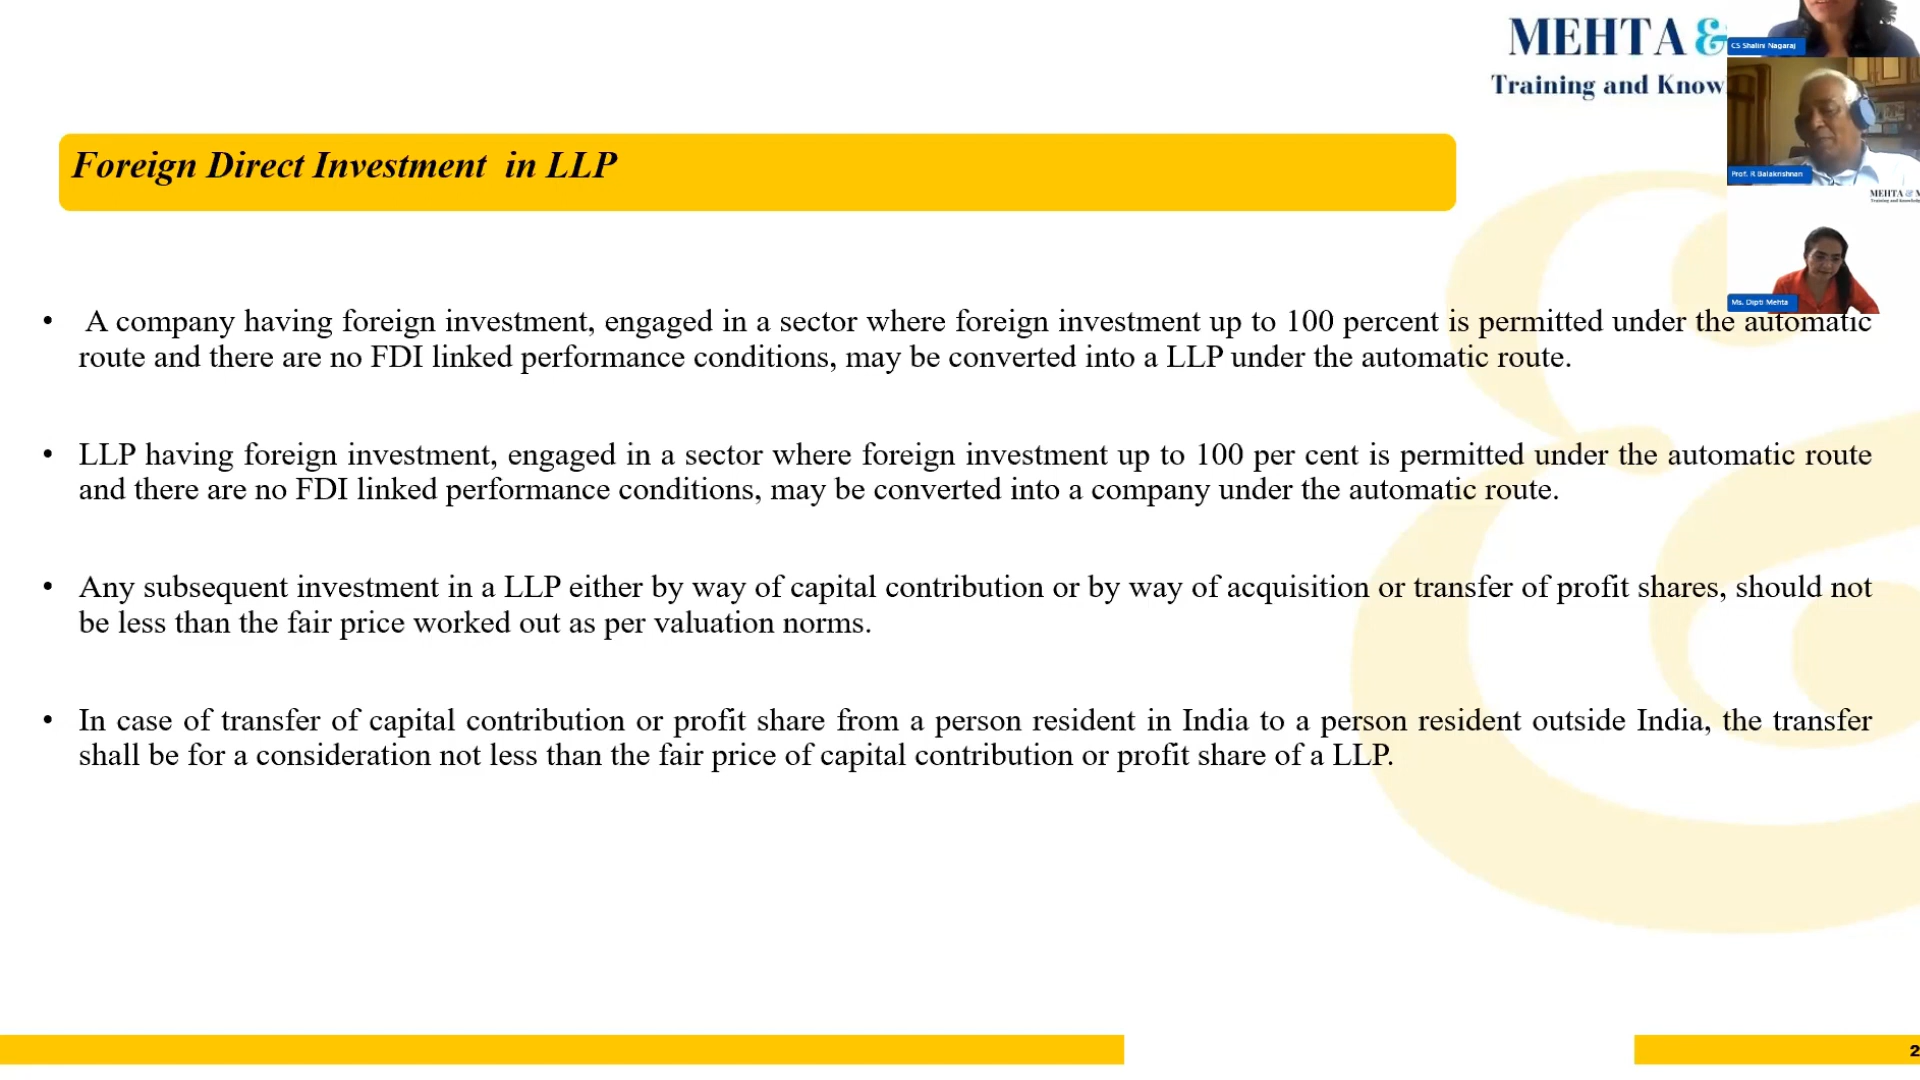 MEHTA &
Training and Know
CS Shalini Nagaraj
Prof. R Balakrishnan
MEHTA & M
Training and Knowledg
Ms. Dipti Mehta
Foreign Direct Investment in LLP
• A company having foreign investment, engaged in a sector where foreign investment up to 100 percent is permitted under the automatic
route and there are no FDI linked performance conditions, may be converted into a LLP under the automatic route.
• LLP having foreign investment, engaged in a sector where foreign investment up to 100 per cent is permitted under the automatic route
and there are no FDI linked performance conditions, may be converted into a company under the automatic route.
• Any subsequent investment in a LLP either by way of capital contribution or by way of acquisition or transfer of profit shares, should not
be less than the fair price worked out as per valuation norms.
• In case of transfer of capital contribution or profit share from a person resident in India to a person resident outside India, the transfer
shall be for a consideration not less than the fair price of capital contribution or profit share of a LLP.
2